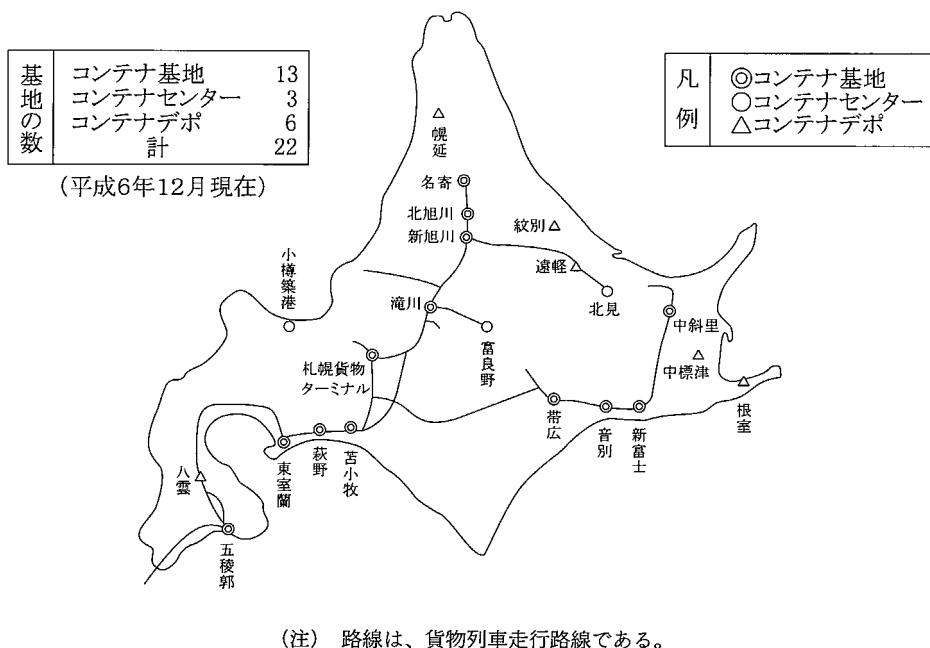 基地の数
コンテナ基地 13
コンテナセンター 3
コンテナデポ 6
計 22
(平成6年12月現在)
凡例
◎コンテナ基地
○コンテナセンター
△コンテナデポ
幌延
名寄
北旭川
新旭川
紋別
遠軽
北見
小樽築港
滝川
富良野
中斜里
中標津
札幌貨物
ターミナル
根室
帯広
音別
新富士
苫小牧
萩野
東室蘭
八雲
五稜郭
(注) 路線は、貨物列車走行路線である。